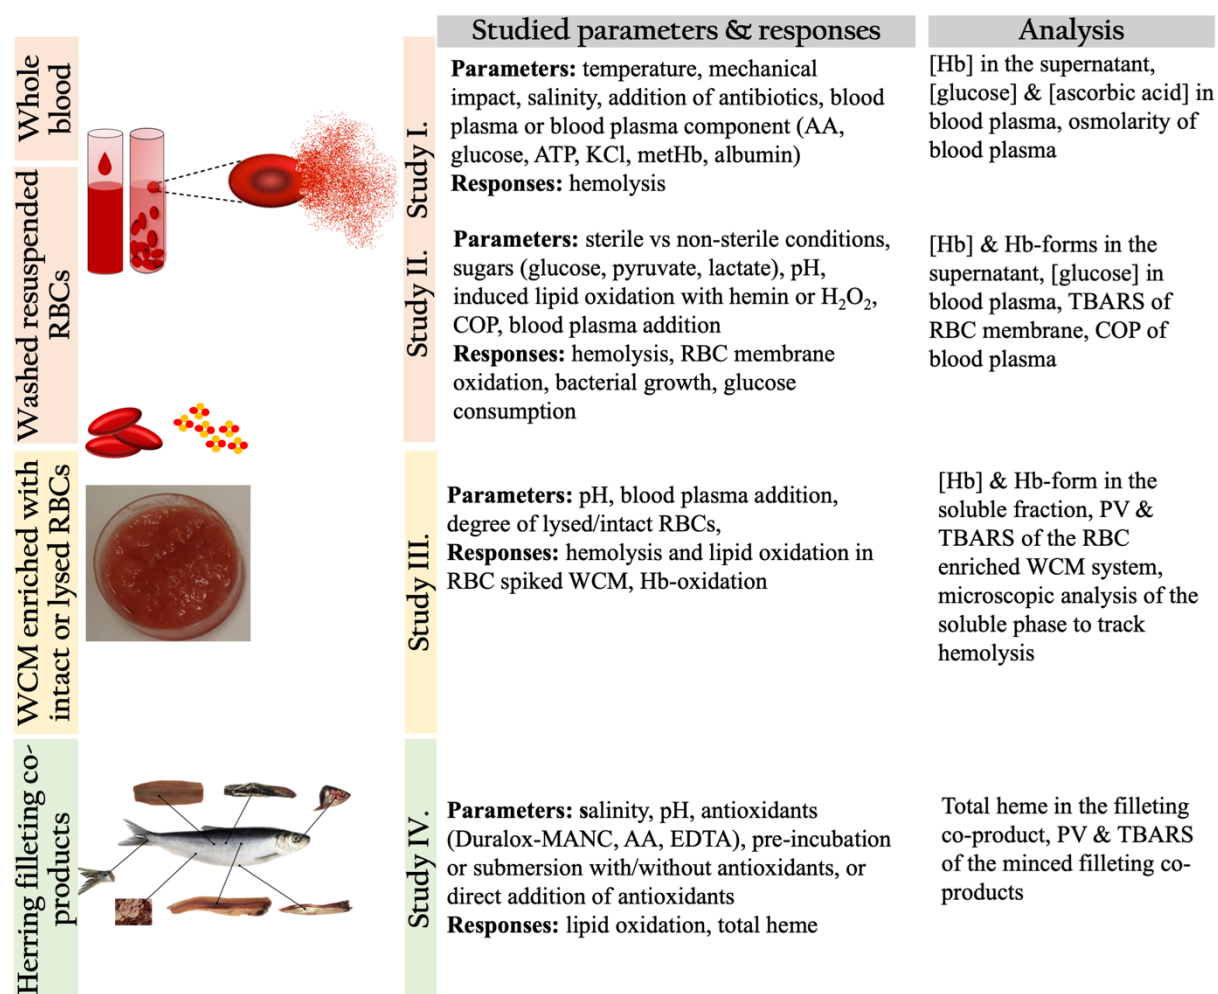 Studied parameters & responses
Analysis
Whole
blood
Washed resuspended
RBCs
Study I.
Study II.
Parameters: temperature, mechanical
impact, salinity, addition of antibiotics, blood
plasma or blood plasma component (AA,
glucose, ATP, KCl, metHb, albumin)
Responses: hemolysis
[Hb] in the supernatant,
[glucose] & [ascorbic acid] in
blood plasma, osmolarity of
blood plasma
Parameters: sterile vs non-sterile conditions,
sugars (glucose, pyruvate, lactate), pH,
induced lipid oxidation with hemin or H₂O₂,
COP, blood plasma addition
Responses: hemolysis, RBC membrane
oxidation, bacterial growth, glucose
consumption
[Hb] & Hb-forms in the
supernatant, [glucose] in
blood plasma, TBARS of
RBC membrane, COP of
blood plasma
WCM enriched with
intact or lysed RBCs
Study III.
Parameters: pH, blood plasma addition,
degree of lysed/intact RBCs,
Responses: hemolysis and lipid oxidation in
RBC spiked WCM, Hb-oxidation
[Hb] & Hb-form in the
soluble fraction, PV &
TBARS of the RBC
enriched WCM system,
microscopic analysis of the
soluble phase to track
hemolysis
Herring filleting co-
products
Study IV.
Parameters: salinity, pH, antioxidants
(Duralox-MANC, AA, EDTA), pre-incubation
or submersion with/without antioxidants, or
direct addition of antioxidants
Responses: lipid oxidation, total heme
Total heme in the filleting
co-product, PV & TBARS
of the minced filleting co-
products